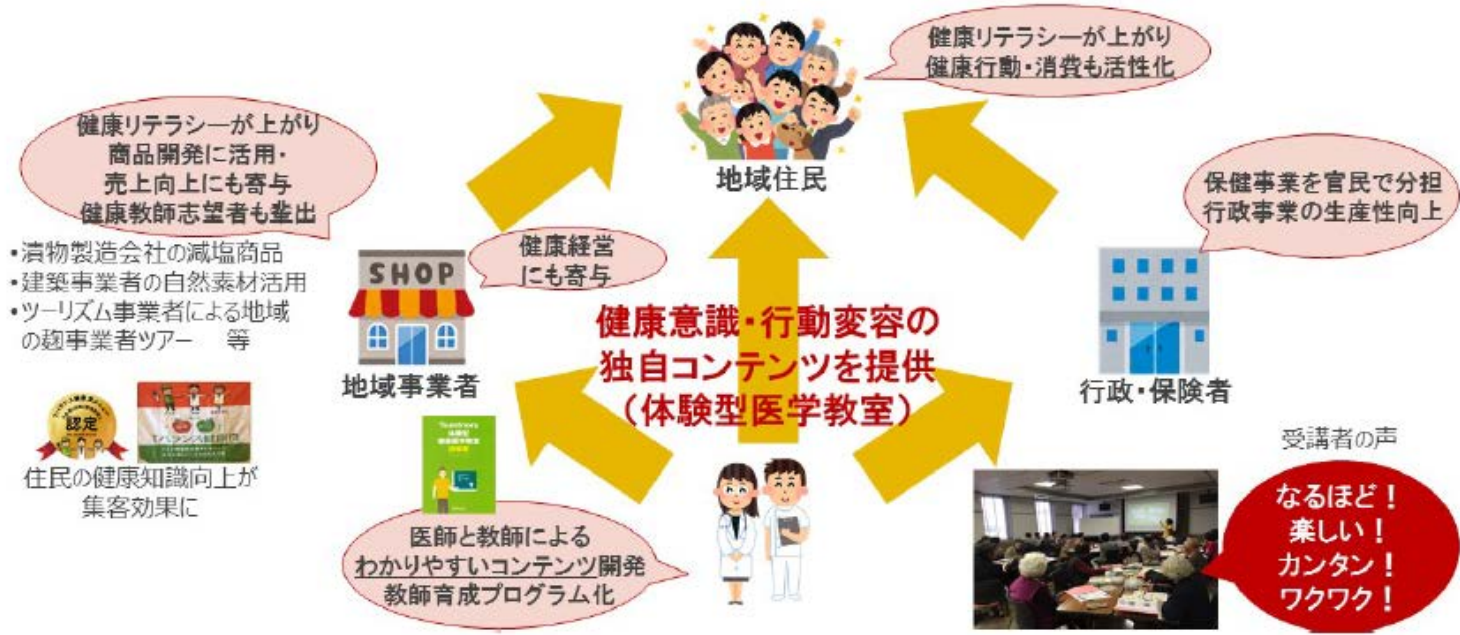 健康リテラシーが上がり
健康行動・消費も活性化
地域住民
健康リテラシーが上がり
商品開発に活用・
売上向上にも寄与
健康教師志望者も輩出
・漬物製造会社の減塩商品
・建築事業者の自然素材活用
・ツーリズム事業者による地域
の麹事業者ツアー 等
SHOP
地域事業者
健康経営
にも寄与
保健事業を官民で分担
行政事業の生産性向上
行政・保険者
健康意識・行動変容の
独自コンテンツを提供
（体験型医学教室）
認定
住民の健康知識向上が
集客効果に
医師と教師による
わかりやすいコンテンツ開発
教師育成プログラム化
受講者の声
なるほど！
楽しい！
カンタン！
ワクワク！